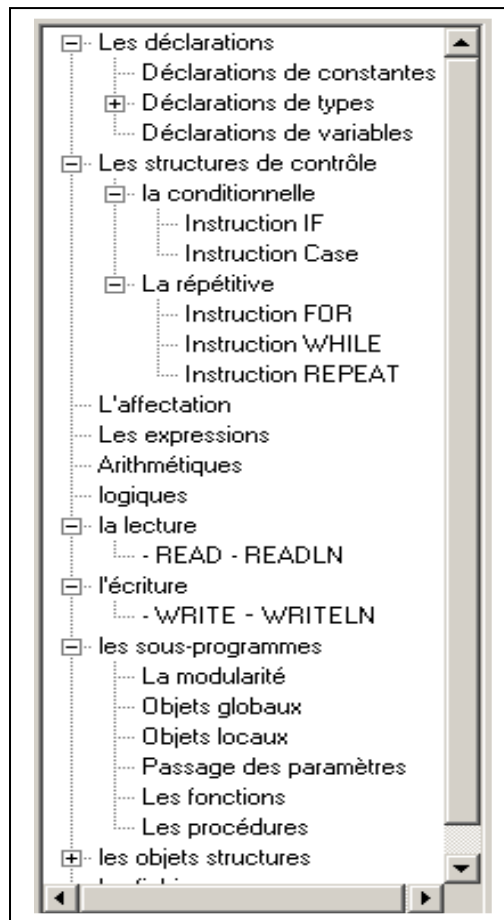 Les déclarations
Déclarations de constantes
Déclarations de types
Déclarations de variables
Les structures de contrôle
la conditionnelle
Instruction IF
Instruction Case
La répétitive
Instruction FOR
Instruction WHILE
Instruction REPEAT
L'affectation
Les expressions
Arithmétiques
logiques
la lecture
- READ - READLN
l'écriture
- WRITE - WRITELN
les sous-programmes
La modularité
Objets globaux
Objets locaux
Passage des paramètres
Les fonctions
Les procédures
les objets structures